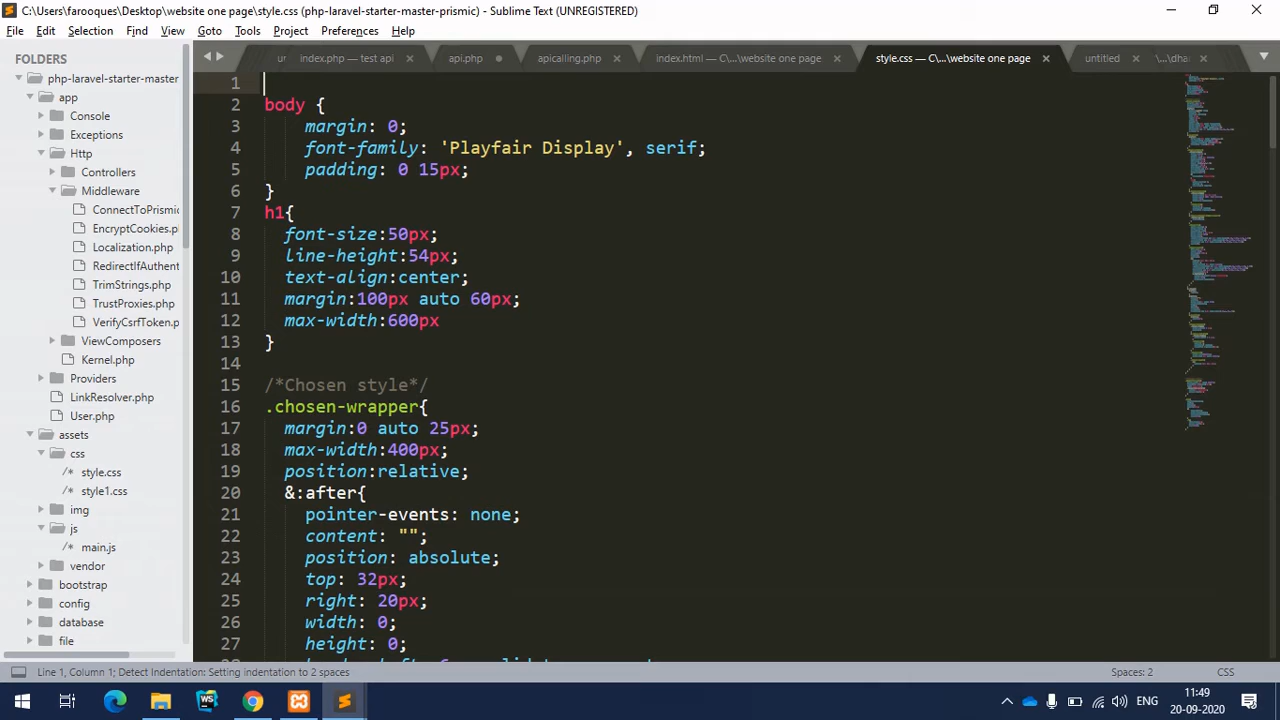 C:\Users\farooques\Desktop\website one page\style.css (php-laravel-starter-master-prismic) - Sublime Text (UNREGISTERED)
File Edit Selection Find View Goto Tools Project Preferences Help
FOLDERS
php-laravel-starter-master
app
Console
Exceptions
Http
Controllers
Middleware
ConnectToPrismic
EncryptCookies.p
Localization.php
RedirectIfAuthent
TrimStrings.php
TrustProxies.php
VerifyCsrfToken.p
ViewComposers
Kernel.php
Providers
LinkResolver.php
User.php
assets
css
style.css
style1.css
img
js
main.js
vendor
bootstrap
config
database
file
index.php — test api
api.php
apicalling.php
index.html — C:\...\website one page
style.css — C:\...\website one page
untitled
\...\dha
1
2 body {
3 margin: 0;
4 font-family: 'Playfair Display', serif;
5 padding: 0 15px;
6 }
7 h1{
8 font-size:50px;
9 line-height:54px;
10 text-align:center;
11 margin:100px auto 60px;
12 max-width:600px
13 }
14
15 /*Chosen style*/
16 .chosen-wrapper{
17 margin:0 auto 25px;
18 max-width:400px;
19 position:relative;
20 &:after{
21 pointer-events: none;
22 content: "";
23 position: absolute;
24 top: 32px;
25 right: 20px;
26 width: 0;
27 height: 0;
Line 1, Column 1; Detect Indentation: Setting indentation to 2 spaces
Spaces: 2
CSS
ENG
11:49
20-09-2020